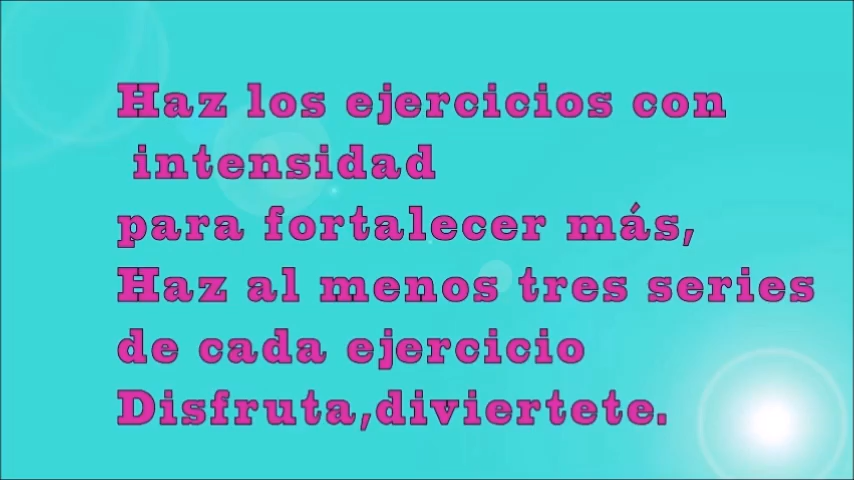 Haz los ejercicios con
intensidad
para fortalecer más,
Haz al menos tres series
de cada ejercicio
Disfruta,diviertete.